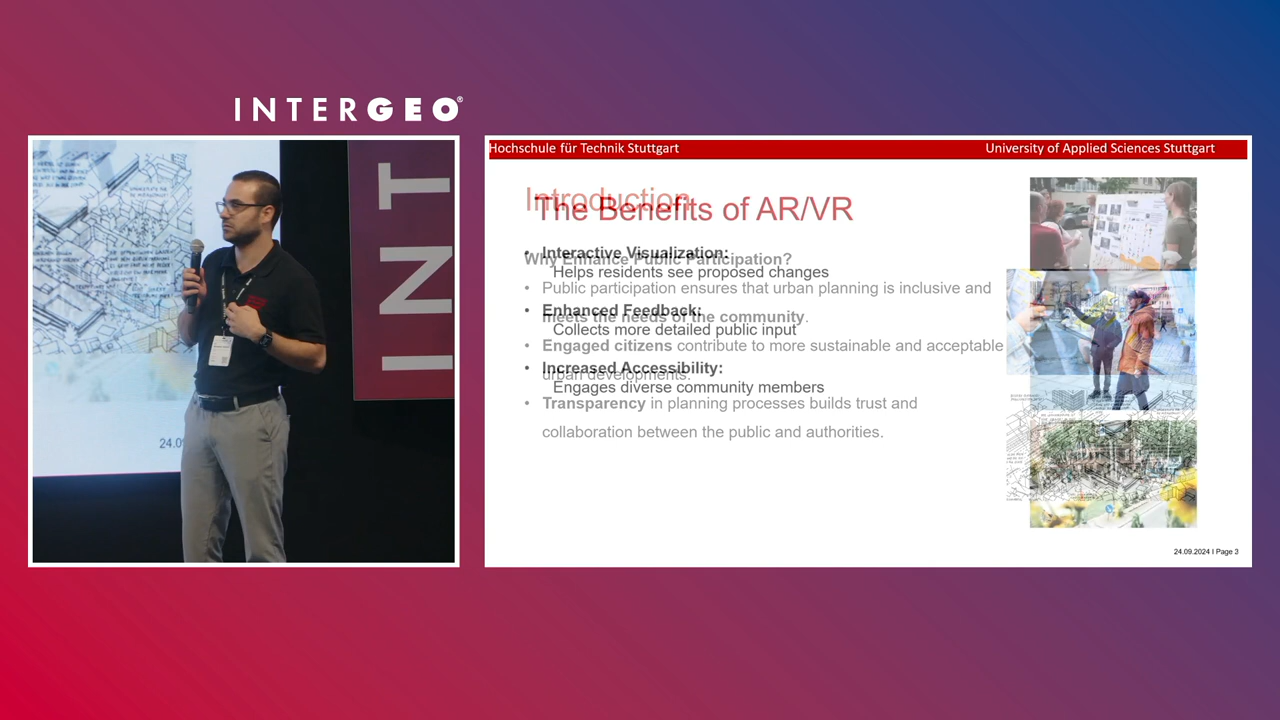 INTERGEO®
INT
24.09
Hochschule für Technik Stuttgart
University of Applied Sciences Stuttgart
Introduction
The Benefits of AR/VR
• Interactive Visualization:
Why Enhance Public Participation?
Helps residents see proposed changes
• Public participation ensures that urban planning is inclusive and
• Enhanced Feedback:
meets the needs of the community.
Collects more detailed public input
• Engaged citizens contribute to more sustainable and acceptable
• Increased Accessibility:
urban developments.
Engages diverse community members
• Transparency in planning processes builds trust and
collaboration between the public and authorities.
24.09.2024 I Page 3